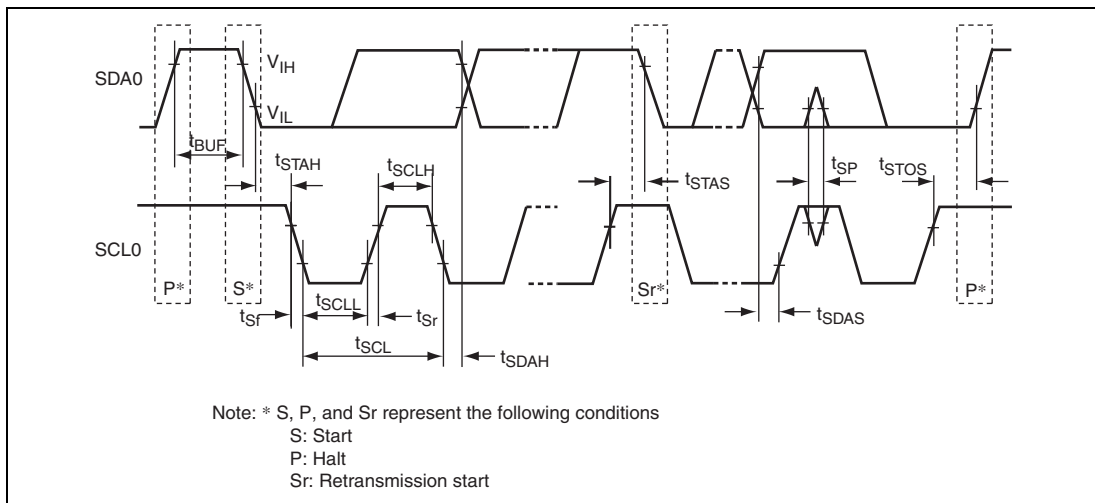 SDA0
VIH
VIL
tBUF
tSTAH
tSCLH
tSTAS
tSP
tSTOS
SCL0
P*
S*
Sr*
P*
tSf
tSCLL
tSr
tSDAS
tSCL
tSDAH
Note: * S, P, and Sr represent the following conditions
S: Start
P: Halt
Sr: Retransmission start